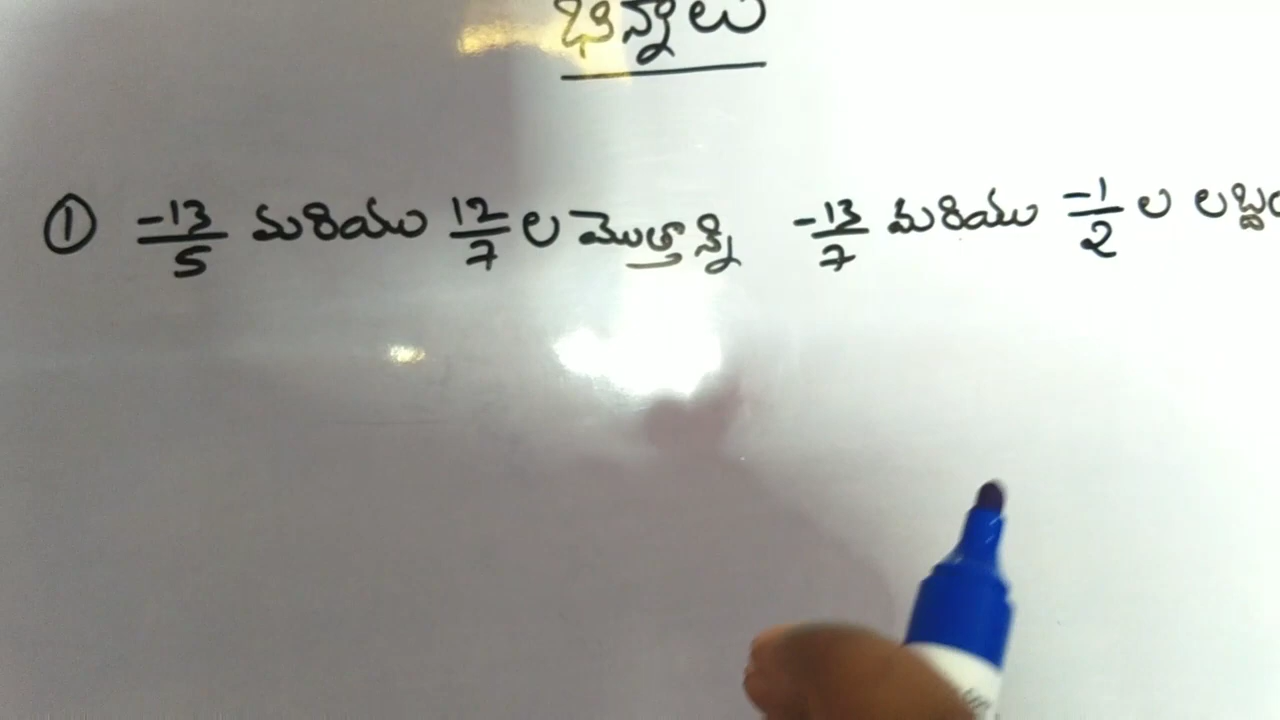 భిన్నాలు
① -13/5 మరియు 12/7 ల మొత్తాన్ని -13/7 మరియు -1/2 ల